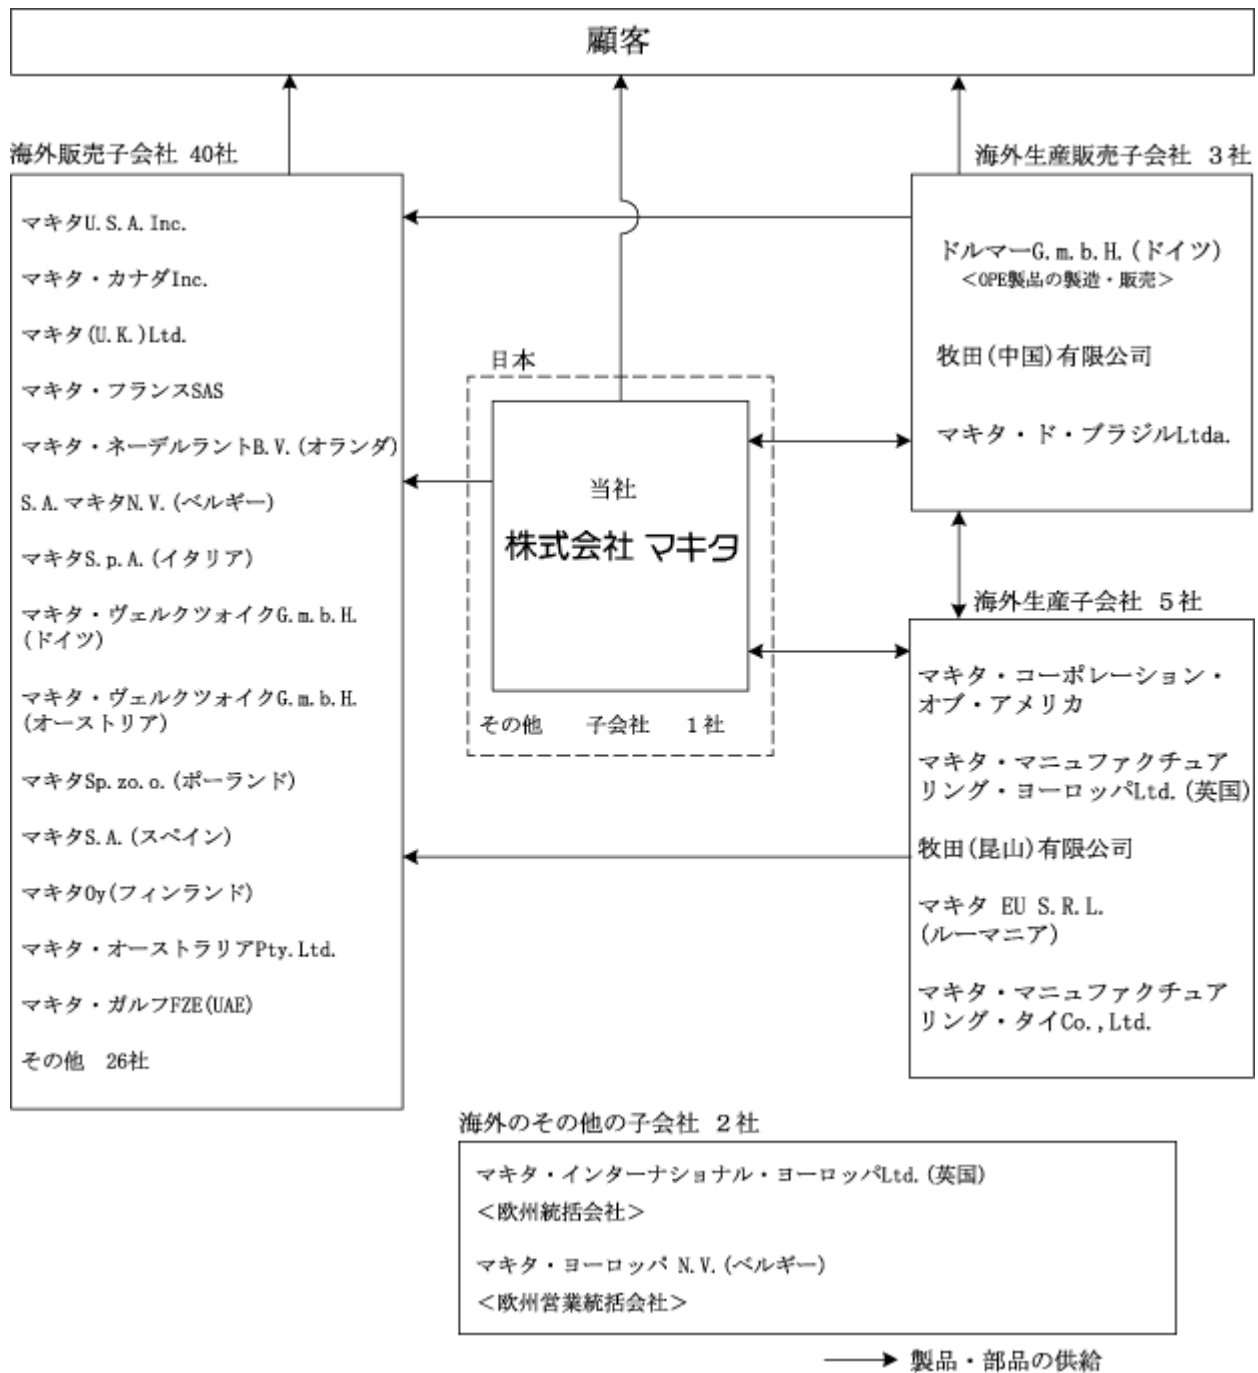 顧客
海外販売子会社 40社
マキタU.S.A.Inc.
マキタ・カナダInc.
マキタ(U.K.)Ltd.
マキタ・フランスSAS
マキタ・ネーデルラントB.V.(オランダ)
S.A.マキタN.V.(ベルギー)
マキタS.p.A.(イタリア)
マキタ・ヴェルクツォイクG.m.b.H.
(ドイツ)
マキタ・ヴェルクツォイクG.m.b.H.
(オーストリア)
マキタSp.zo.o.(ポーランド)
マキタS.A.(スペイン)
マキタOy(フィンランド)
マキタ・オーストラリアPty.Ltd.
マキタ・ガルフFZE(UAE)
その他 26社
日本
当社
株式会社 マキタ
その他 子会社 1社
海外生産販売子会社 3社
ドルマーG.m.b.H.(ドイツ)
<OPE製品の製造・販売>
牧田(中国)有限公司
マキタ・ド・ブラジルLtda.
海外生産子会社 5社
マキタ・コーポレーション・
オブ・アメリカ
マキタ・マニュファクチュア
リング・ヨーロッパLtd.(英国)
牧田(昆山)有限公司
マキタ EU S.R.L.
(ルーマニア)
マキタ・マニュファクチュア
リング・タイCo.,Ltd.
海外のその他の子会社 2社
マキタ・インターナショナル・ヨーロッパLtd.(英国)
<欧州統括会社>
マキタ・ヨーロッパ N.V.(ベルギー)
<欧州営業統括会社>
製品・部品の供給